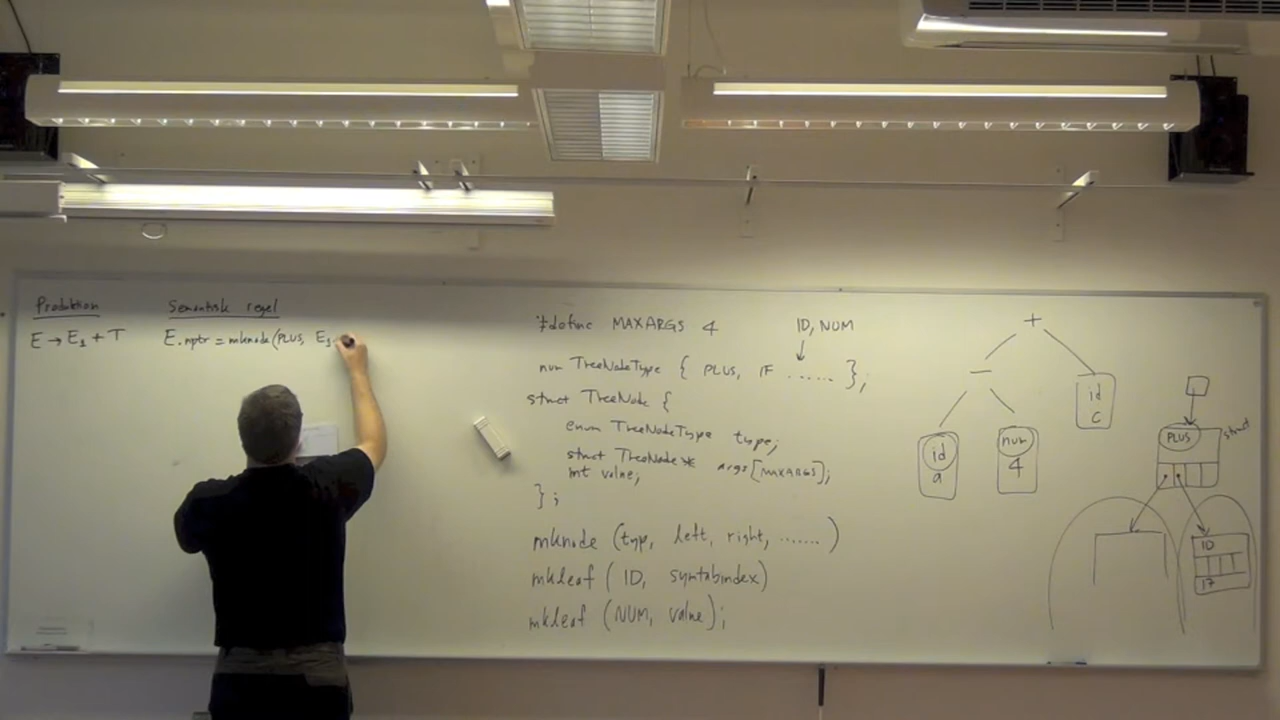 Produktion
Semantisk regel
E → E₁ + T
E.nptr = mknode(PLUS, E₁.
#define MAXARGS 4
ID, NUM
num TreeNodeType { PLUS, IF ...... };
struct TreeNode {
enum TreeNodeType type;
struct TreeNode* args[MAXARGS];
int value;
};
mknode (typ, left, right, ......)
mkleaf (ID, symtabindex)
mkleaf (NUM, value);
+
−
id
c
id
a
num
4
PLUS
struct
ID
17